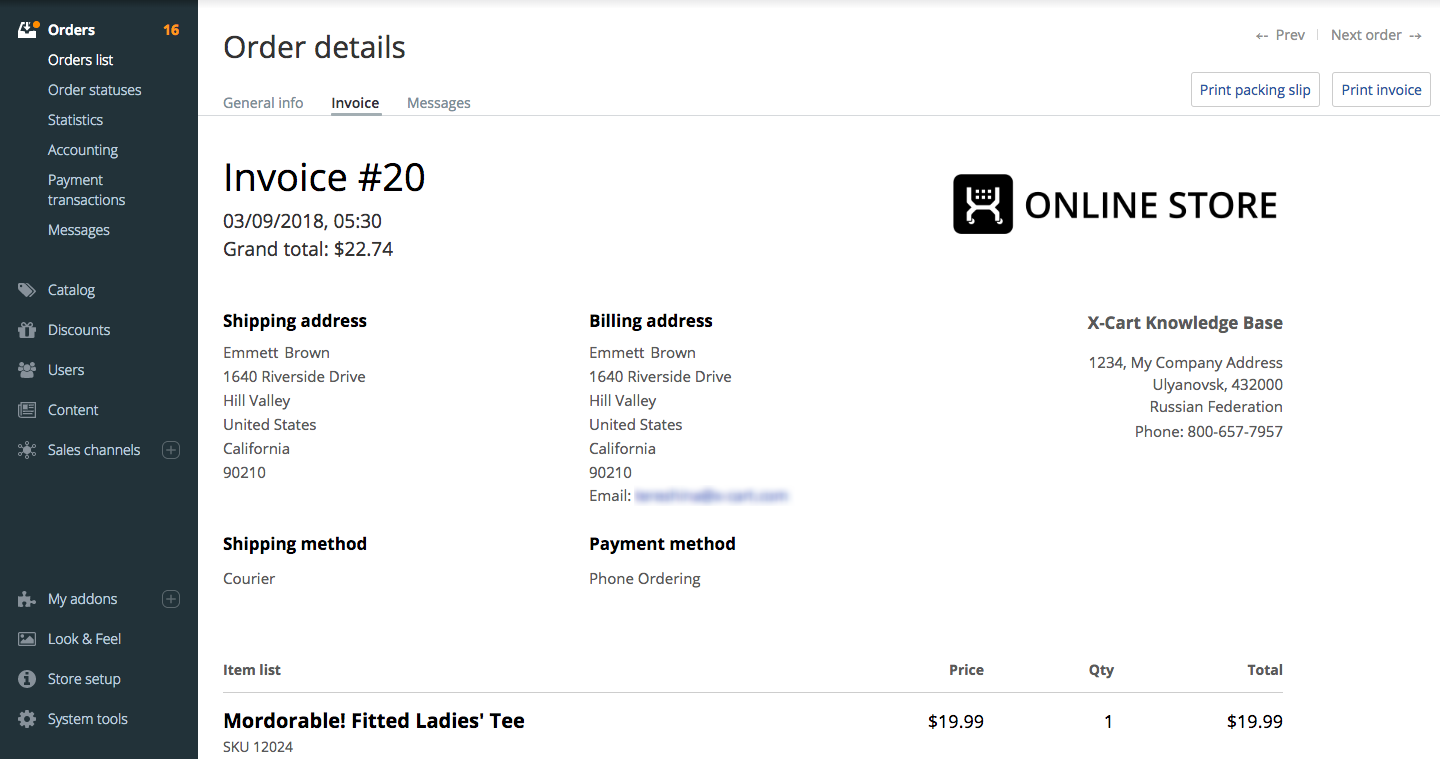 Orders 16
Orders list
Order statuses
Statistics
Accounting
Payment
transactions
Messages
Catalog
Discounts
Users
Content
Sales channels
My addons
Look & Feel
Store setup
System tools
Order details
← Prev | Next order →
Print packing slip Print invoice
General info Invoice Messages
Invoice #20
03/09/2018, 05:30
Grand total: $22.74
ONLINE STORE
Shipping address
Emmett Brown
1640 Riverside Drive
Hill Valley
United States
California
90210
Billing address
Emmett Brown
1640 Riverside Drive
Hill Valley
United States
California
90210
Email:
X-Cart Knowledge Base
1234, My Company Address
Ulyanovsk, 432000
Russian Federation
Phone: 800-657-7957
Shipping method
Courier
Payment method
Phone Ordering
Item list Price Qty Total
Mordorable! Fitted Ladies' Tee $19.99 1 $19.99
SKU 12024